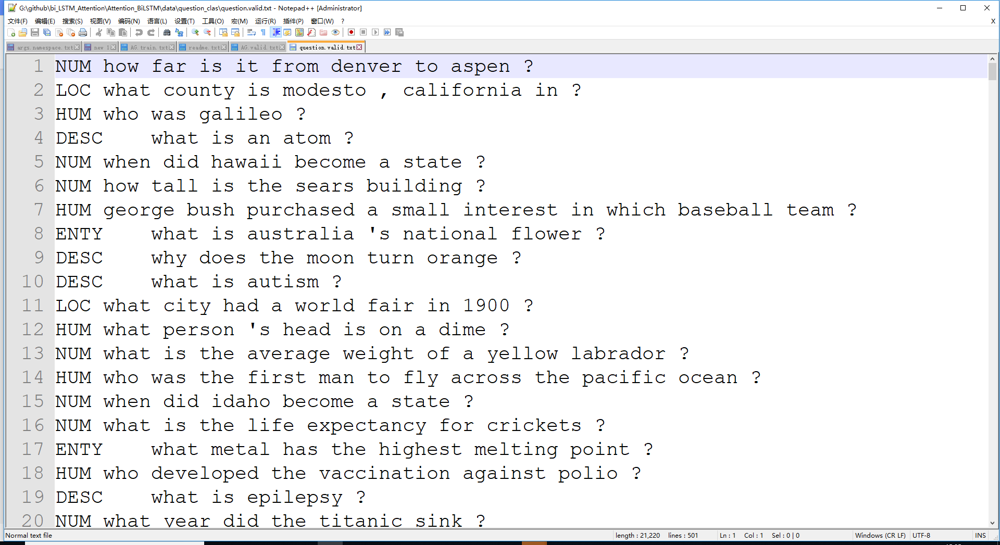 G:\github\bi_LSTM_Attention\Attention_BiLSTM\data\question_clas\question.valid.txt - Notepad++ [Administrator]
文件(F) 编辑(E) 搜索(S) 视图(V) 编码(N) 语言(L) 设置(T) 工具(O) 宏(M) 运行(R) 插件(P) 窗口(W) ? X
args.namespace.txt new 1 AG.train.txt readme.txt AG.valid.txt question.valid.txt
1 NUM how far is it from denver to aspen ?
2 LOC what county is modesto , california in ?
3 HUM who was galileo ?
4 DESC what is an atom ?
5 NUM when did hawaii become a state ?
6 NUM how tall is the sears building ?
7 HUM george bush purchased a small interest in which baseball team ?
8 ENTY what is australia 's national flower ?
9 DESC why does the moon turn orange ?
10 DESC what is autism ?
11 LOC what city had a world fair in 1900 ?
12 HUM what person 's head is on a dime ?
13 NUM what is the average weight of a yellow labrador ?
14 HUM who was the first man to fly across the pacific ocean ?
15 NUM when did idaho become a state ?
16 NUM what is the life expectancy for crickets ?
17 ENTY what metal has the highest melting point ?
18 HUM who developed the vaccination against polio ?
19 DESC what is epilepsy ?
20 NUM what year did the titanic sink ?
Normal text file length : 21,220 lines : 501 Ln : 1 Col : 1 Sel : 0 | 0 Windows (CR LF) UTF-8 INS